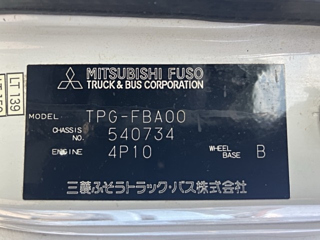 MITSUBISHI FUSO
TRUCK & BUS CORPORATION
MODEL TPG-FBA00
CHASSIS NO. 540734
ENGINE 4P10 WHEEL BASE B
三菱ふそうトラック・バス株式会社
LT139